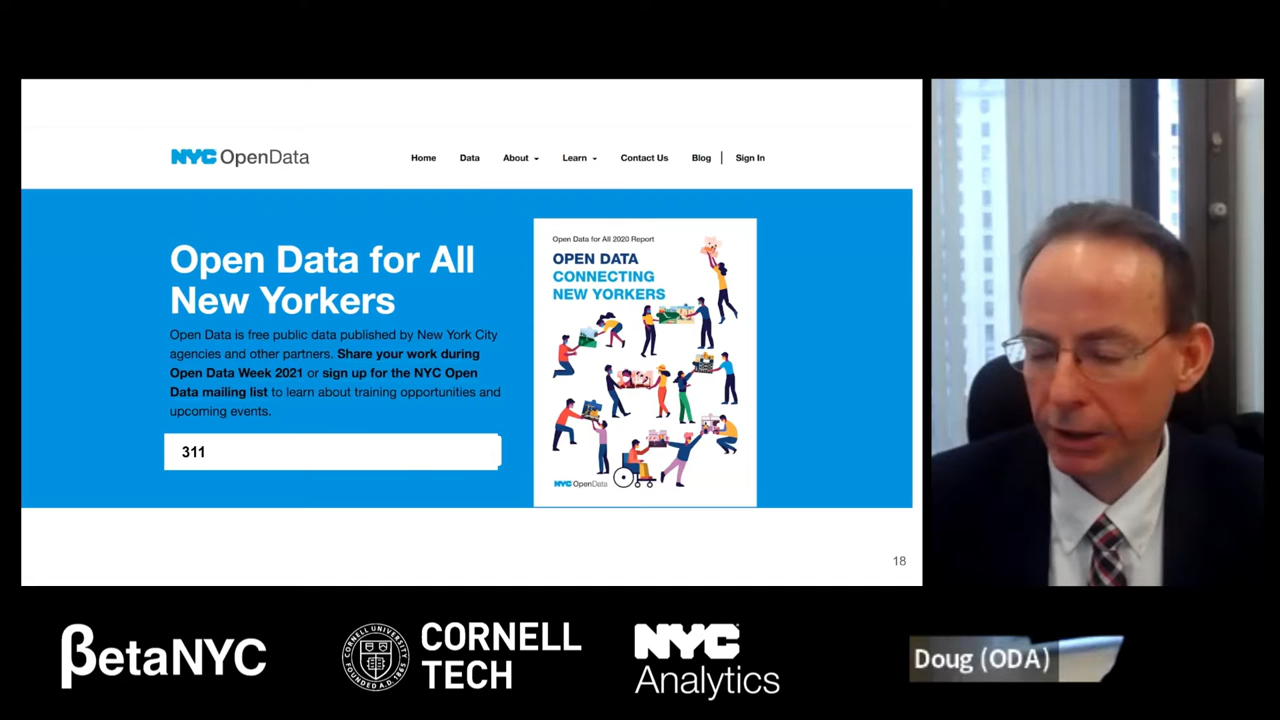 NYC OpenData
Home Data About Learn Contact Us Blog Sign In
Open Data for All
New Yorkers
Open Data is free public data published by New York City
agencies and other partners. Share your work during
Open Data Week 2021 or sign up for the NYC Open
Data mailing list to learn about training opportunities and
upcoming events.
311
Open Data for All 2020 Report
OPEN DATA
CONNECTING
NEW YORKERS
NYC OpenData
18
βetaNYC
CORNELL UNIVERSITY
FOUNDED A.D. 1865
CORNELL
TECH
NYC
Analytics
Doug (ODA)